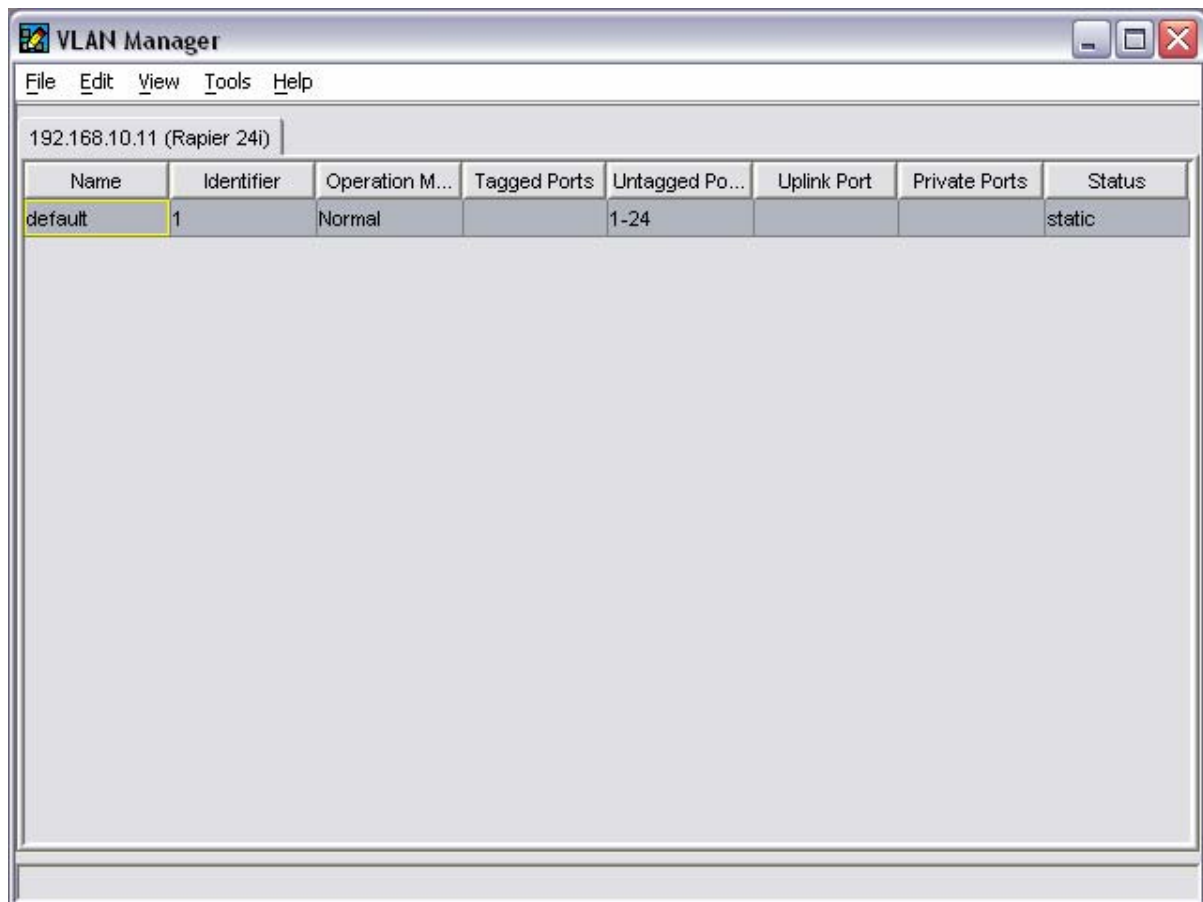 VLAN Manager
File Edit View Tools Help
192.168.10.11 (Rapier 24i)
Name Identifier Operation M... Tagged Ports Untagged Po... Uplink Port Private Ports Status
default 1 Normal 1-24 static